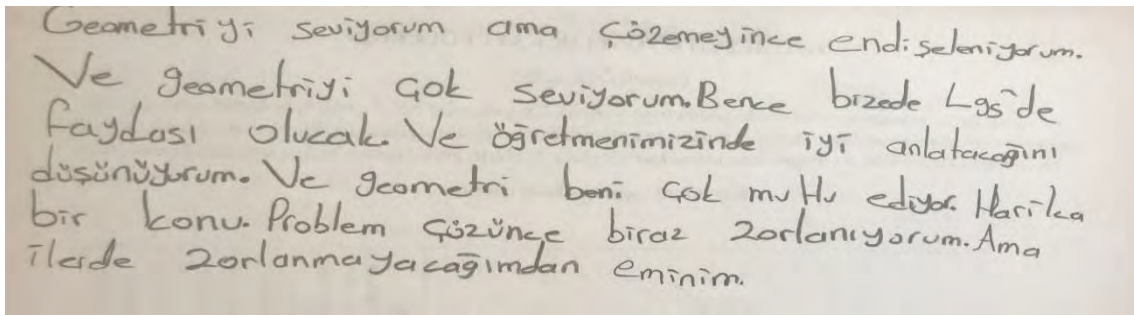 Geometriyi seviyorum ama çözemeyince endişeleniyorum.
Ve geometriyi çok seviyorum. Bence bizede Lgs'de
faydası olucak. Ve öğretmenimizinde iyi anlatacağını
düşünüyorum. Ve geometri beni çok mutlu ediyor. Harika
bir konu. Problem çözünce biraz zorlanıyorum. Ama
ilerde zorlanmayacağımdan eminim.